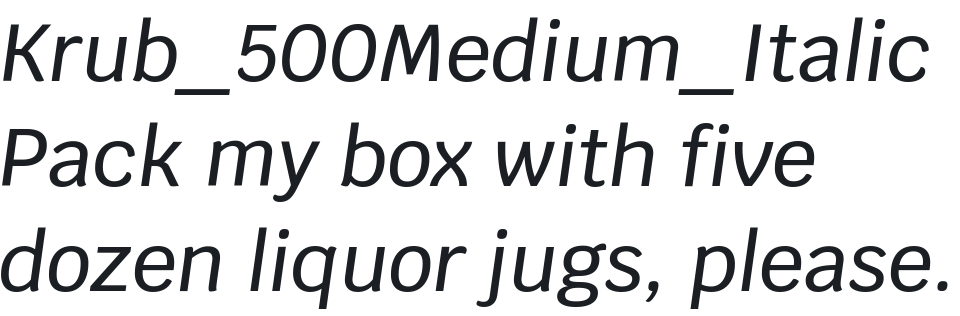 Krub_500Medium_Italic
Pack my box with five
dozen liquor jugs, please.